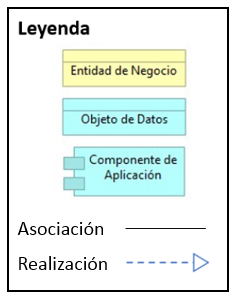 Leyenda
Entidad de Negocio
Objeto de Datos
Componente de
Aplicación
Asociación
Realización